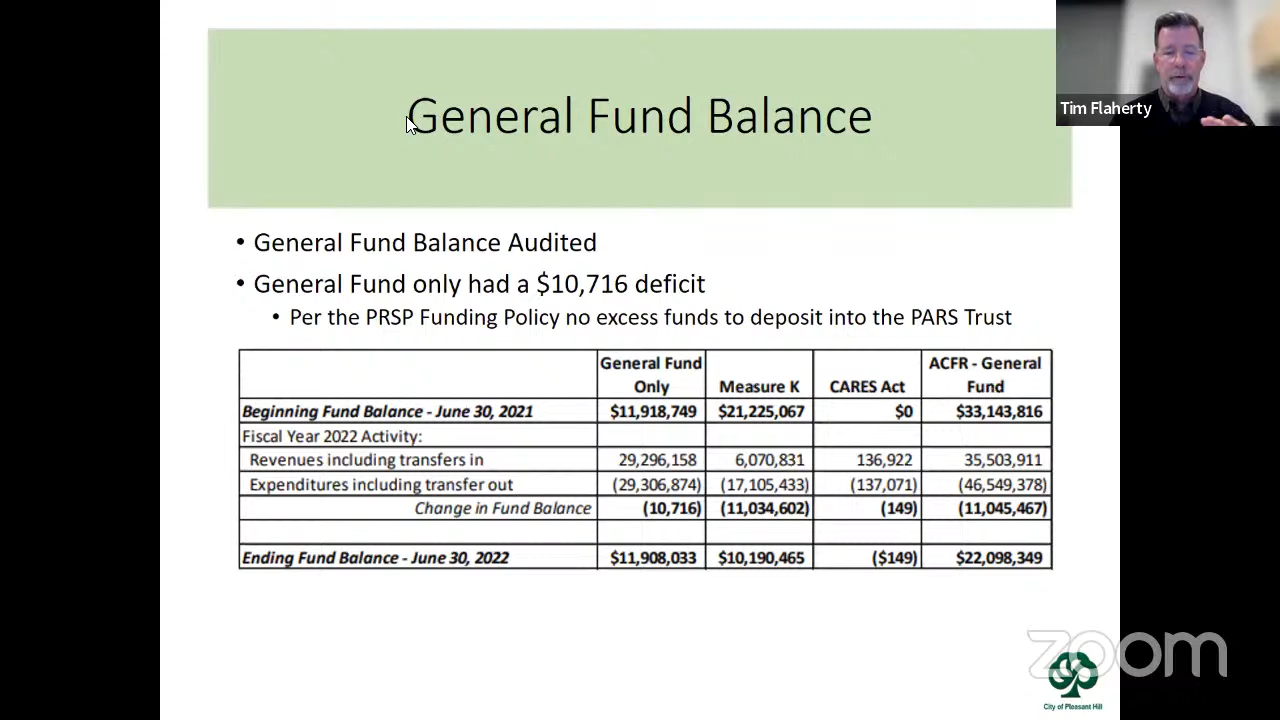 General Fund Balance
Tim Flaherty
• General Fund Balance Audited
• General Fund only had a $10,716 deficit
• Per the PRSP Funding Policy no excess funds to deposit into the PARS Trust
General Fund Only Measure K CARES Act ACFR - General Fund
Beginning Fund Balance - June 30, 2021 $11,918,749 $21,225,067 $0 $33,143,816
Fiscal Year 2022 Activity:
Revenues including transfers in 29,296,158 6,070,831 136,922 35,503,911
Expenditures including transfer out (29,306,874) (17,105,433) (137,071) (46,549,378)
Change in Fund Balance (10,716) (11,034,602) (149) (11,045,467)
Ending Fund Balance - June 30, 2022 $11,908,033 $10,190,465 ($149) $22,098,349
zoom
City of Pleasant Hill